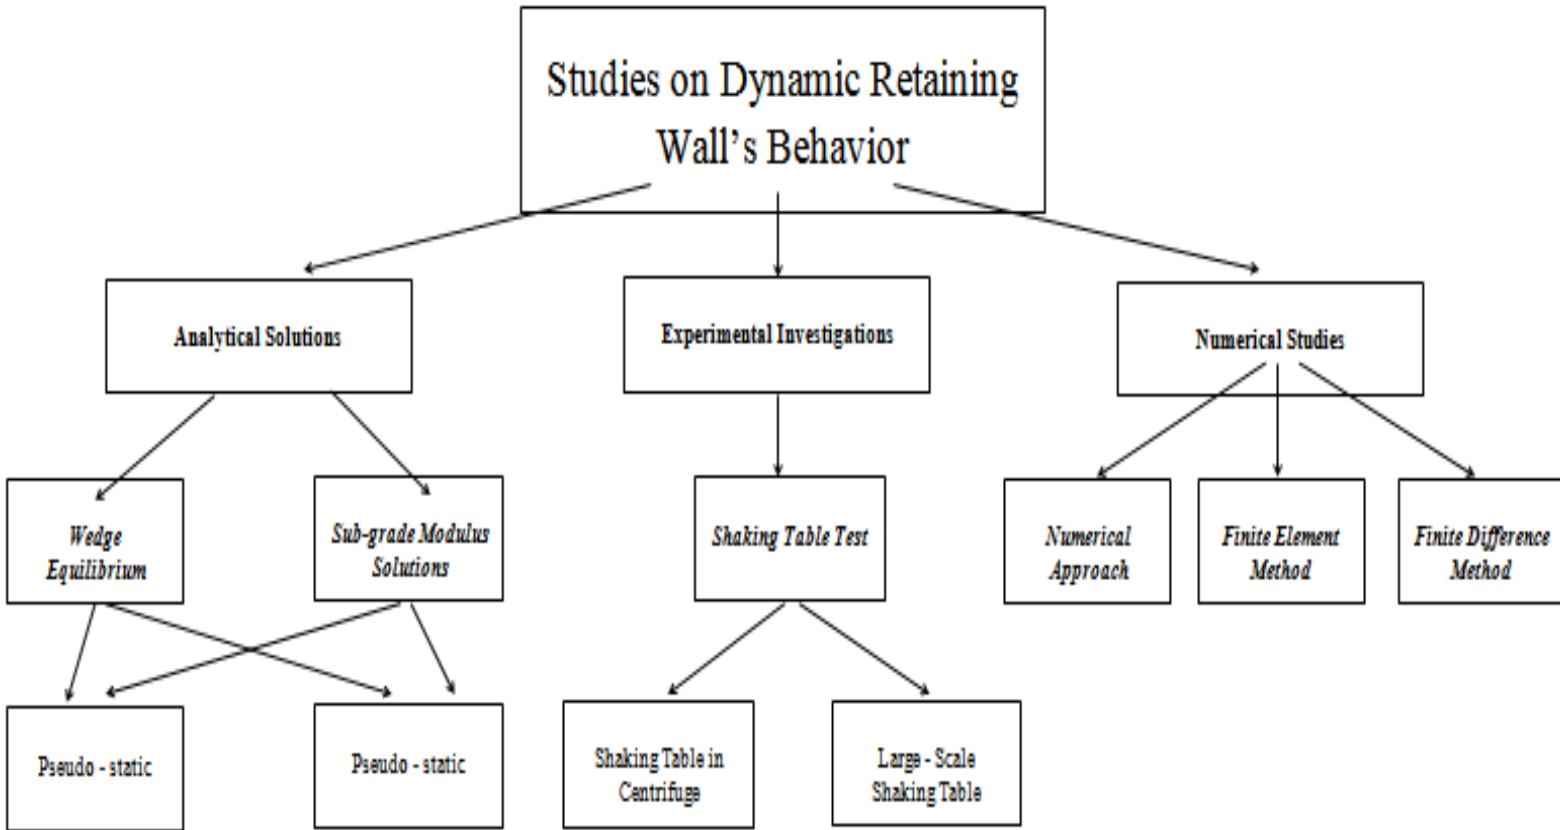 Studies on Dynamic Retaining
Wall's Behavior
Analytical Solutions
Experimental Investigations
Numerical Studies
Wedge
Equilibrium
Sub-grade Modulus
Solutions
Shaking Table Test
Numerical
Approach
Finite Element
Method
Finite Difference
Method
Pseudo - static
Pseudo - static
Shaking Table in
Centrifuge
Large - Scale
Shaking Table